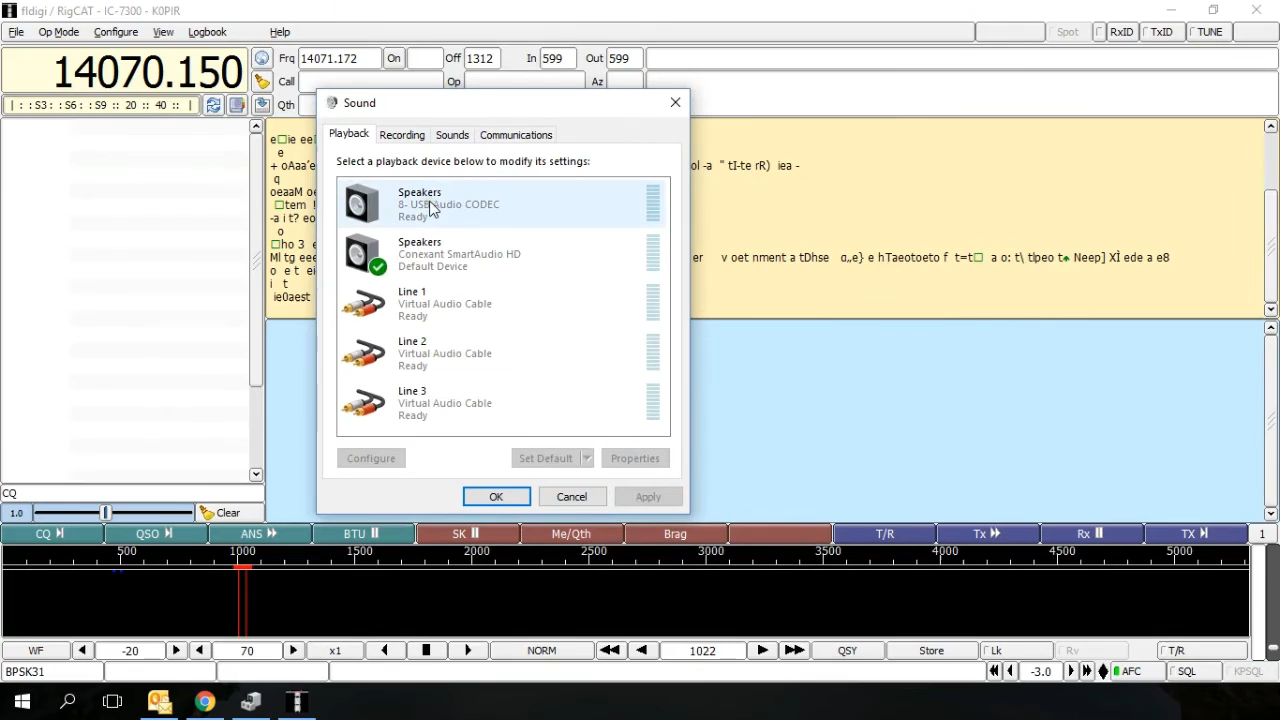 fldigi / RigCAT - IC-7300 - K0PIR
File Op Mode Configure View Logbook Help Spot RxID TxID TUNE
14070.150
Frq 14071.172 On Off 1312 In 599 Out 599
Call Op Az
| : : S3: : S6: : S9 :: 20 :: 40 :: |
Qth
Sound
Playback Recording Sounds Communications
Select a playback device below to modify its settings:
Speakers
8- USB Audio CODEC
Ready
Speakers
Conexant SmartAudio HD
Default Device
Line 1
Virtual Audio Cable
Ready
Line 2
Virtual Audio Cable
Ready
Line 3
Virtual Audio Cable
Ready
Configure Set Default Properties
OK Cancel Apply
CQ
1.0 Clear
CQ QSO ANS BTU SK Me/Qth Brag T/R Tx Rx TX 1
500 1000 1500 2000 2500 3000 3500 4000 4500 5000
WF -20 70 x1 NORM 1022 QSY Store Lk Rv T/R
BPSK31 -3.0 AFC SQL KPSQL